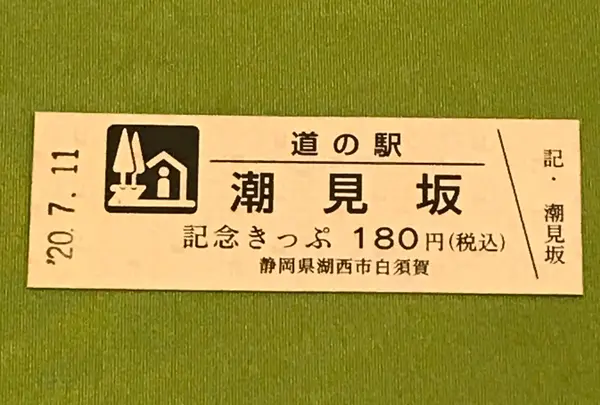 '20.7.11
道の駅
潮見坂
記念きっぷ 180円(税込)
静岡県湖西市白須賀
記・潮見坂